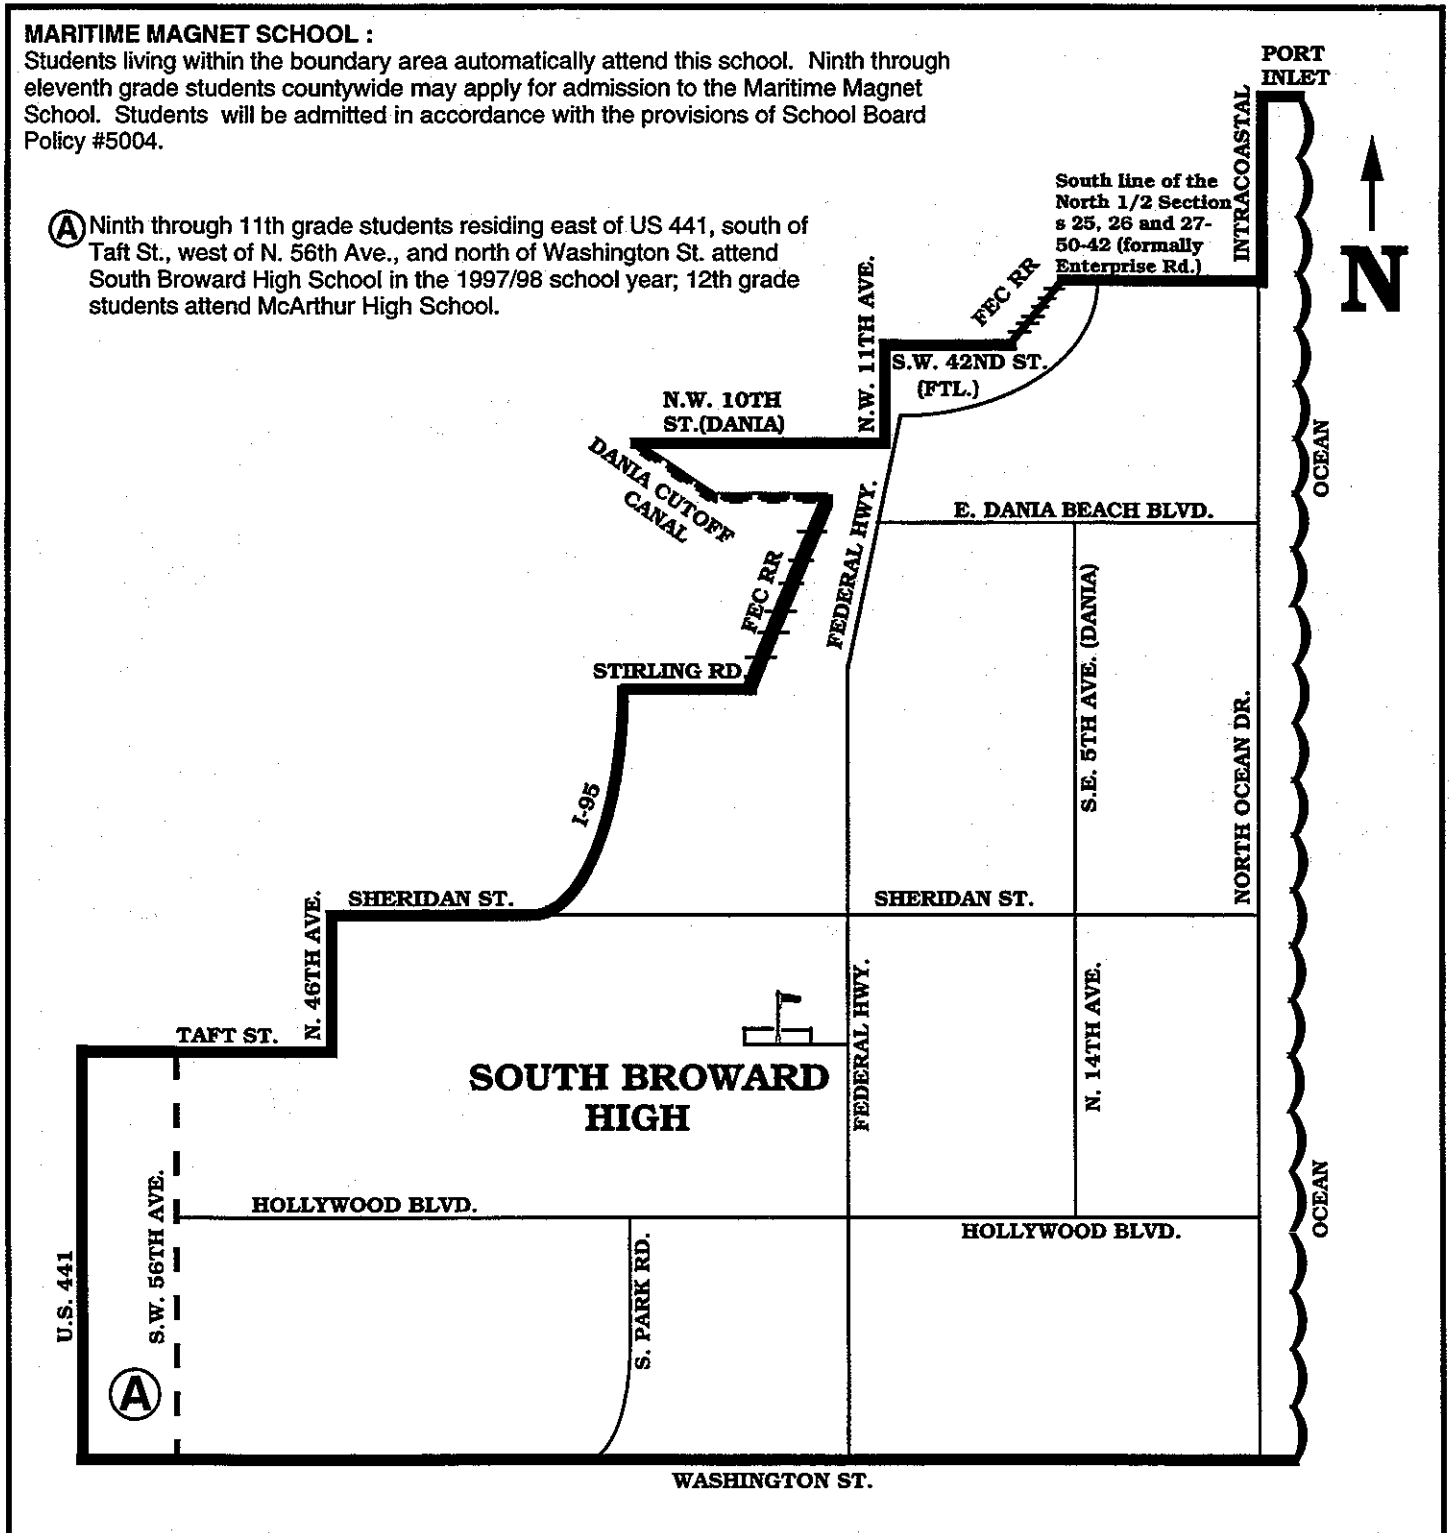 MARITIME MAGNET SCHOOL :
Students living within the boundary area automatically attend this school. Ninth through
eleventh grade students countywide may apply for admission to the Maritime Magnet
School. Students will be admitted in accordance with the provisions of School Board
Policy #5004.
PORT
INLET
INTRACOASTAL
N
South line of the
North 1/2 Section
s 25, 26 and 27-
50-42 (formally
Enterprise Rd.)
A Ninth through 11th grade students residing east of US 441, south of
Taft St., west of N. 56th Ave., and north of Washington St. attend
South Broward High School in the 1997/98 school year; 12th grade
students attend McArthur High School.
FEC RR
N.W. 11TH AVE.
S.W. 42ND ST.
(FTL.)
N.W. 10TH
ST.(DANIA)
DANIA CUTOFF
CANAL
OCEAN
FEDERAL HWY.
E. DANIA BEACH BLVD.
FEC RR
S.E. 5TH AVE. (DANIA)
STIRLING RD.
NORTH OCEAN DR.
I-95
SHERIDAN ST.
SHERIDAN ST.
N. 46TH AVE.
TAFT ST.
FEDERAL HWY.
N. 14TH AVE.
SOUTH BROWARD
HIGH
HOLLYWOOD BLVD.
HOLLYWOOD BLVD.
OCEAN
U.S. 441
S.W. 56TH AVE.
S. PARK RD.
A
WASHINGTON ST.